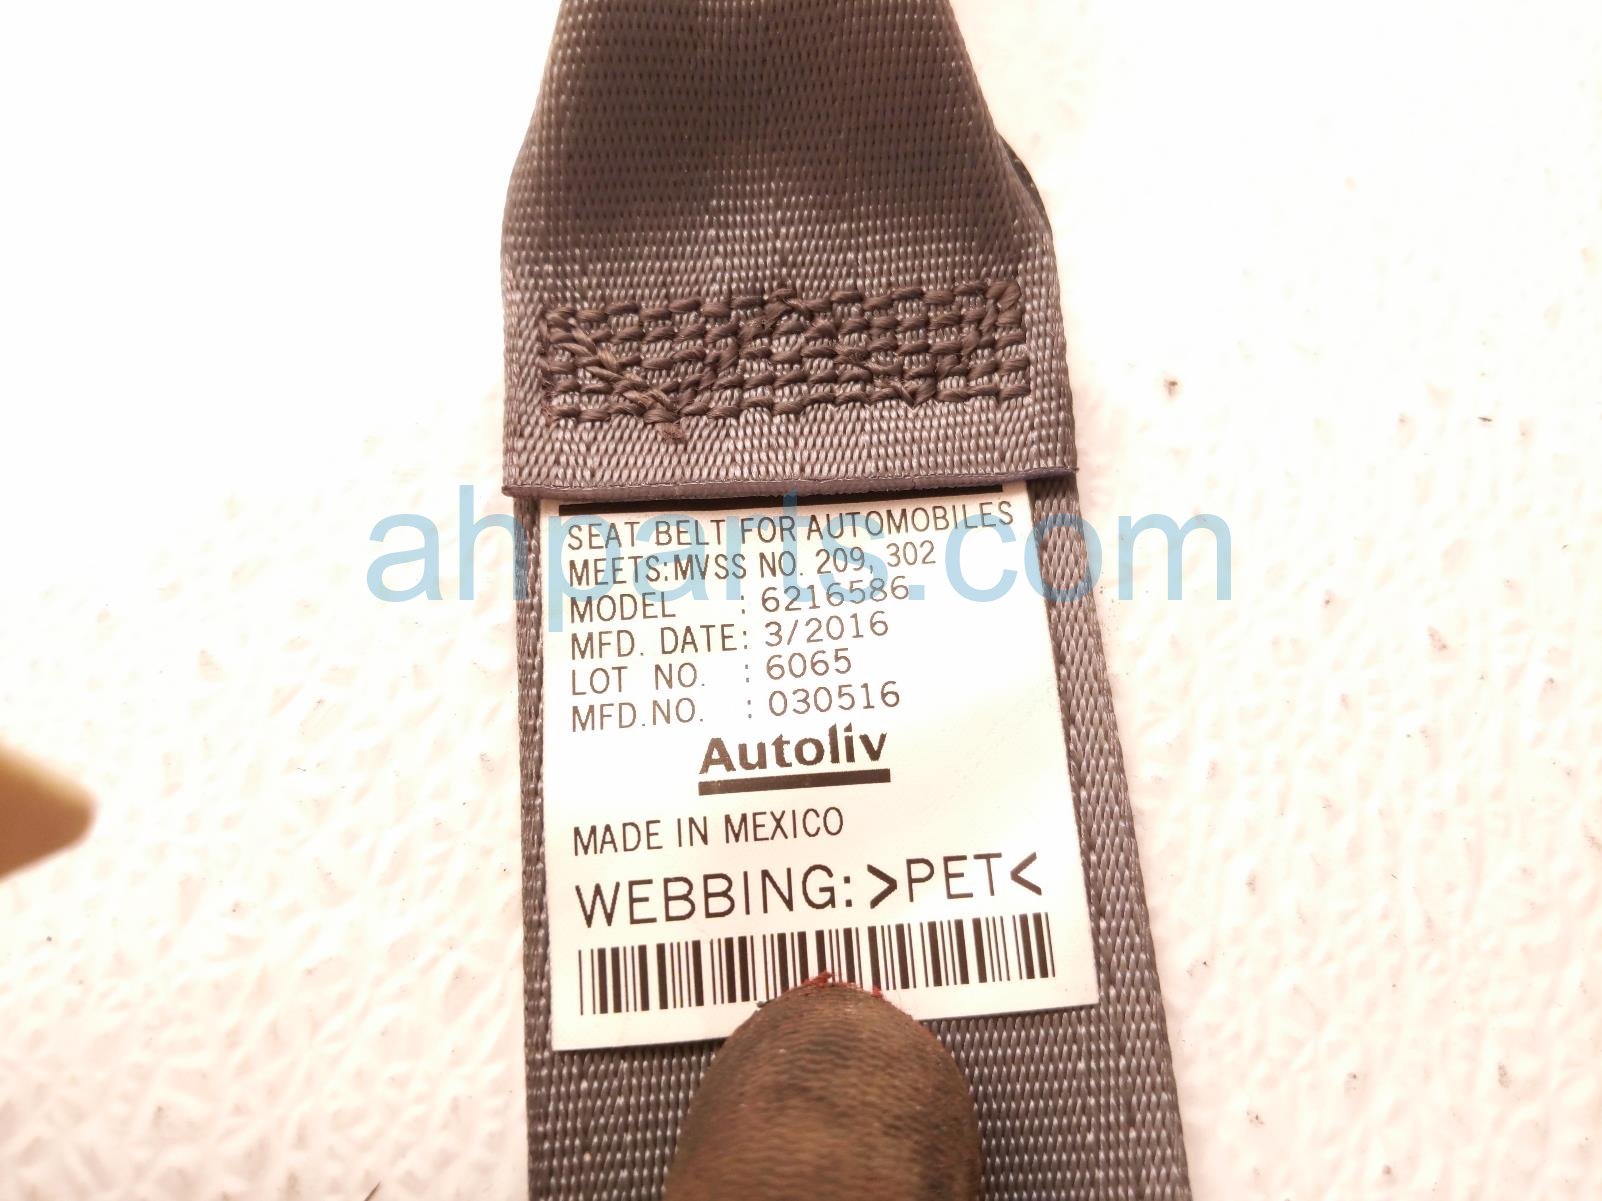 SEAT BELT FOR AUTOMOBILES
MEETS:MVSS NO. 209, 302
MODEL : 6216586
MFD. DATE: 3/2016
LOT NO. : 6065
MFD.NO. : 030516
Autoliv
MADE IN MEXICO
WEBBING: >PET<
ahparts.com